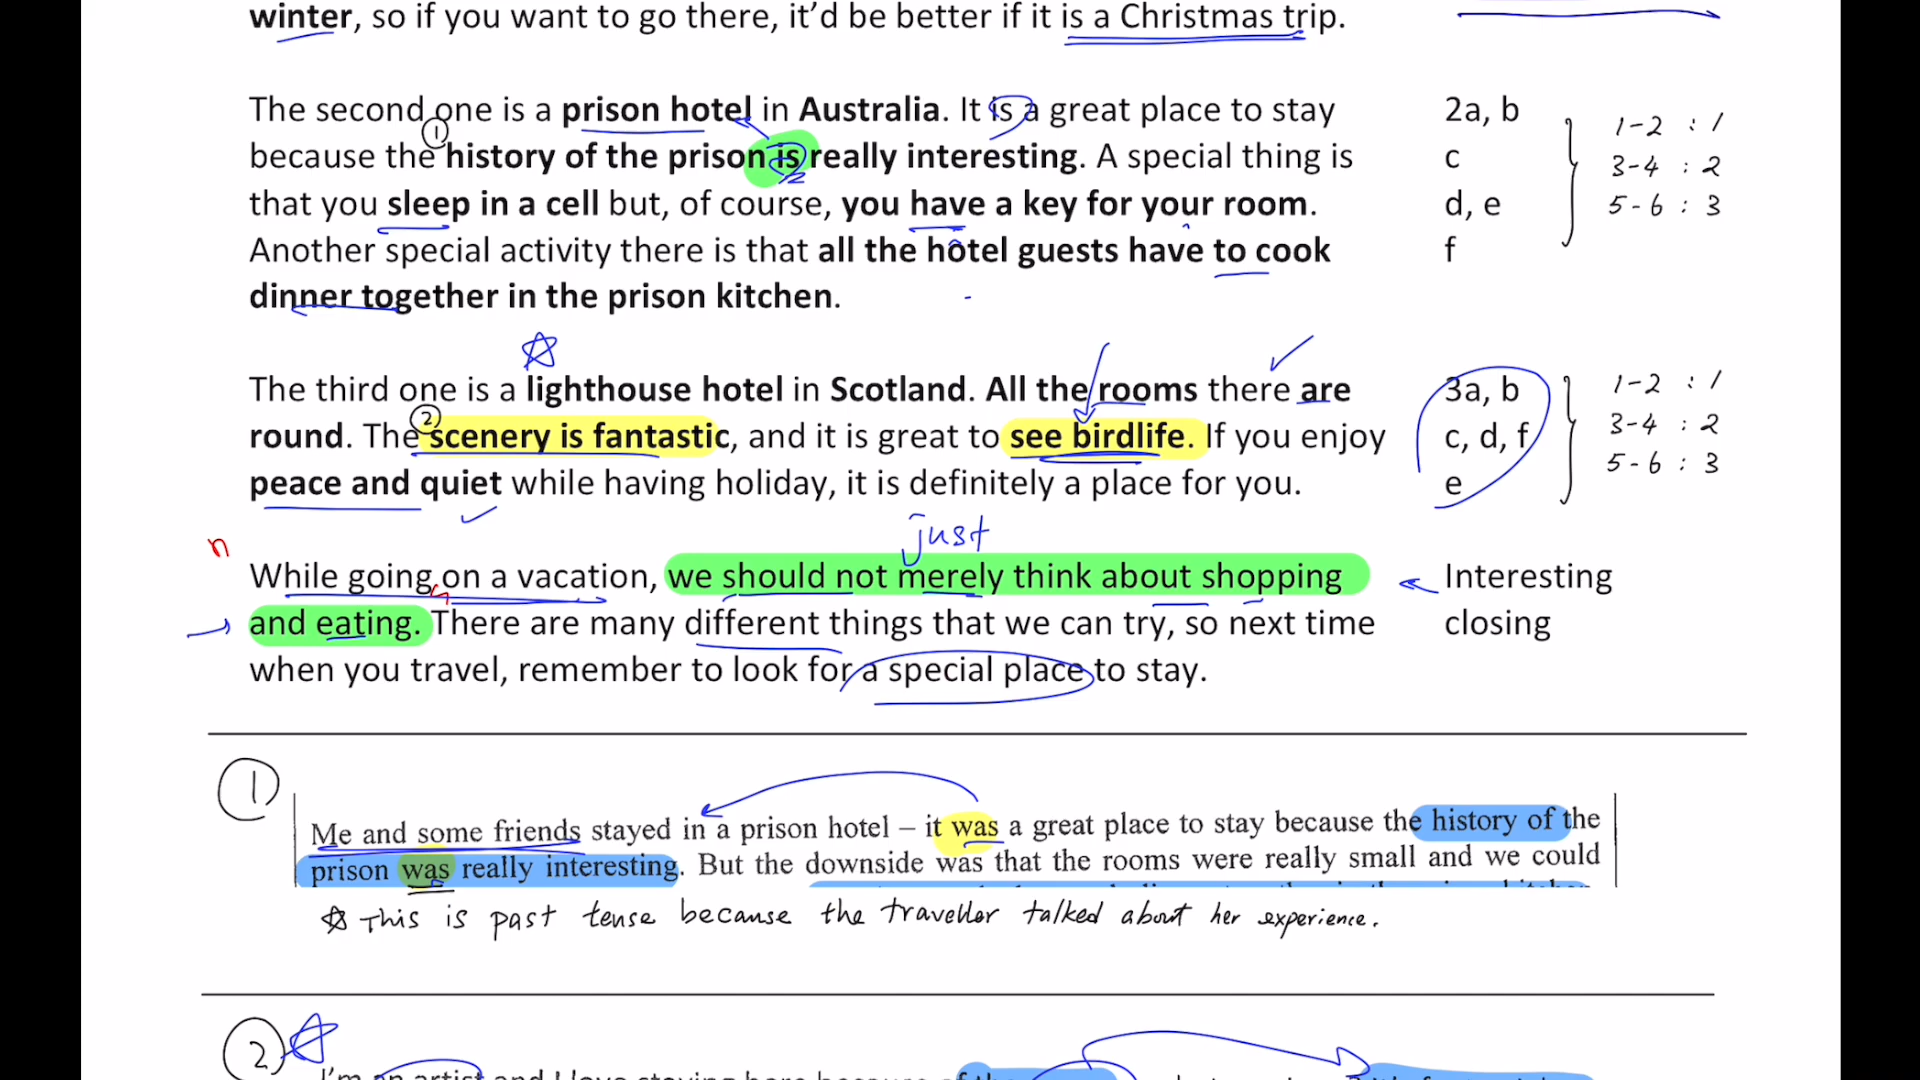 winter, so if you want to go there, it'd be better if it is a Christmas trip.
The second one is a prison hotel in Australia. It is a great place to stay 2a, b 1-2 : 1
①
because the history of the prison is really interesting. A special thing is c 3-4 : 2
that you sleep in a cell but, of course, you have a key for your room. d, e 5-6 : 3
Another special activity there is that all the hotel guests have to cook f
dinner together in the prison kitchen.
The third one is a lighthouse hotel in Scotland. All the rooms there are 3a, b 1-2 : 1
②
round. The scenery is fantastic, and it is great to see birdlife. If you enjoy c, d, f 3-4 : 2
peace and quiet while having holiday, it is definitely a place for you. e 5-6 : 3
just
n
While going on a vacation, we should not merely think about shopping Interesting
and eating. There are many different things that we can try, so next time closing
when you travel, remember to look for a special place to stay.
①
Me and some friends stayed in a prison hotel – it was a great place to stay because the history of the
prison was really interesting. But the downside was that the rooms were really small and we could
☆ This is past tense because the traveller talked about her experience.
② ☆
I'm an artist and I love staying here because of the